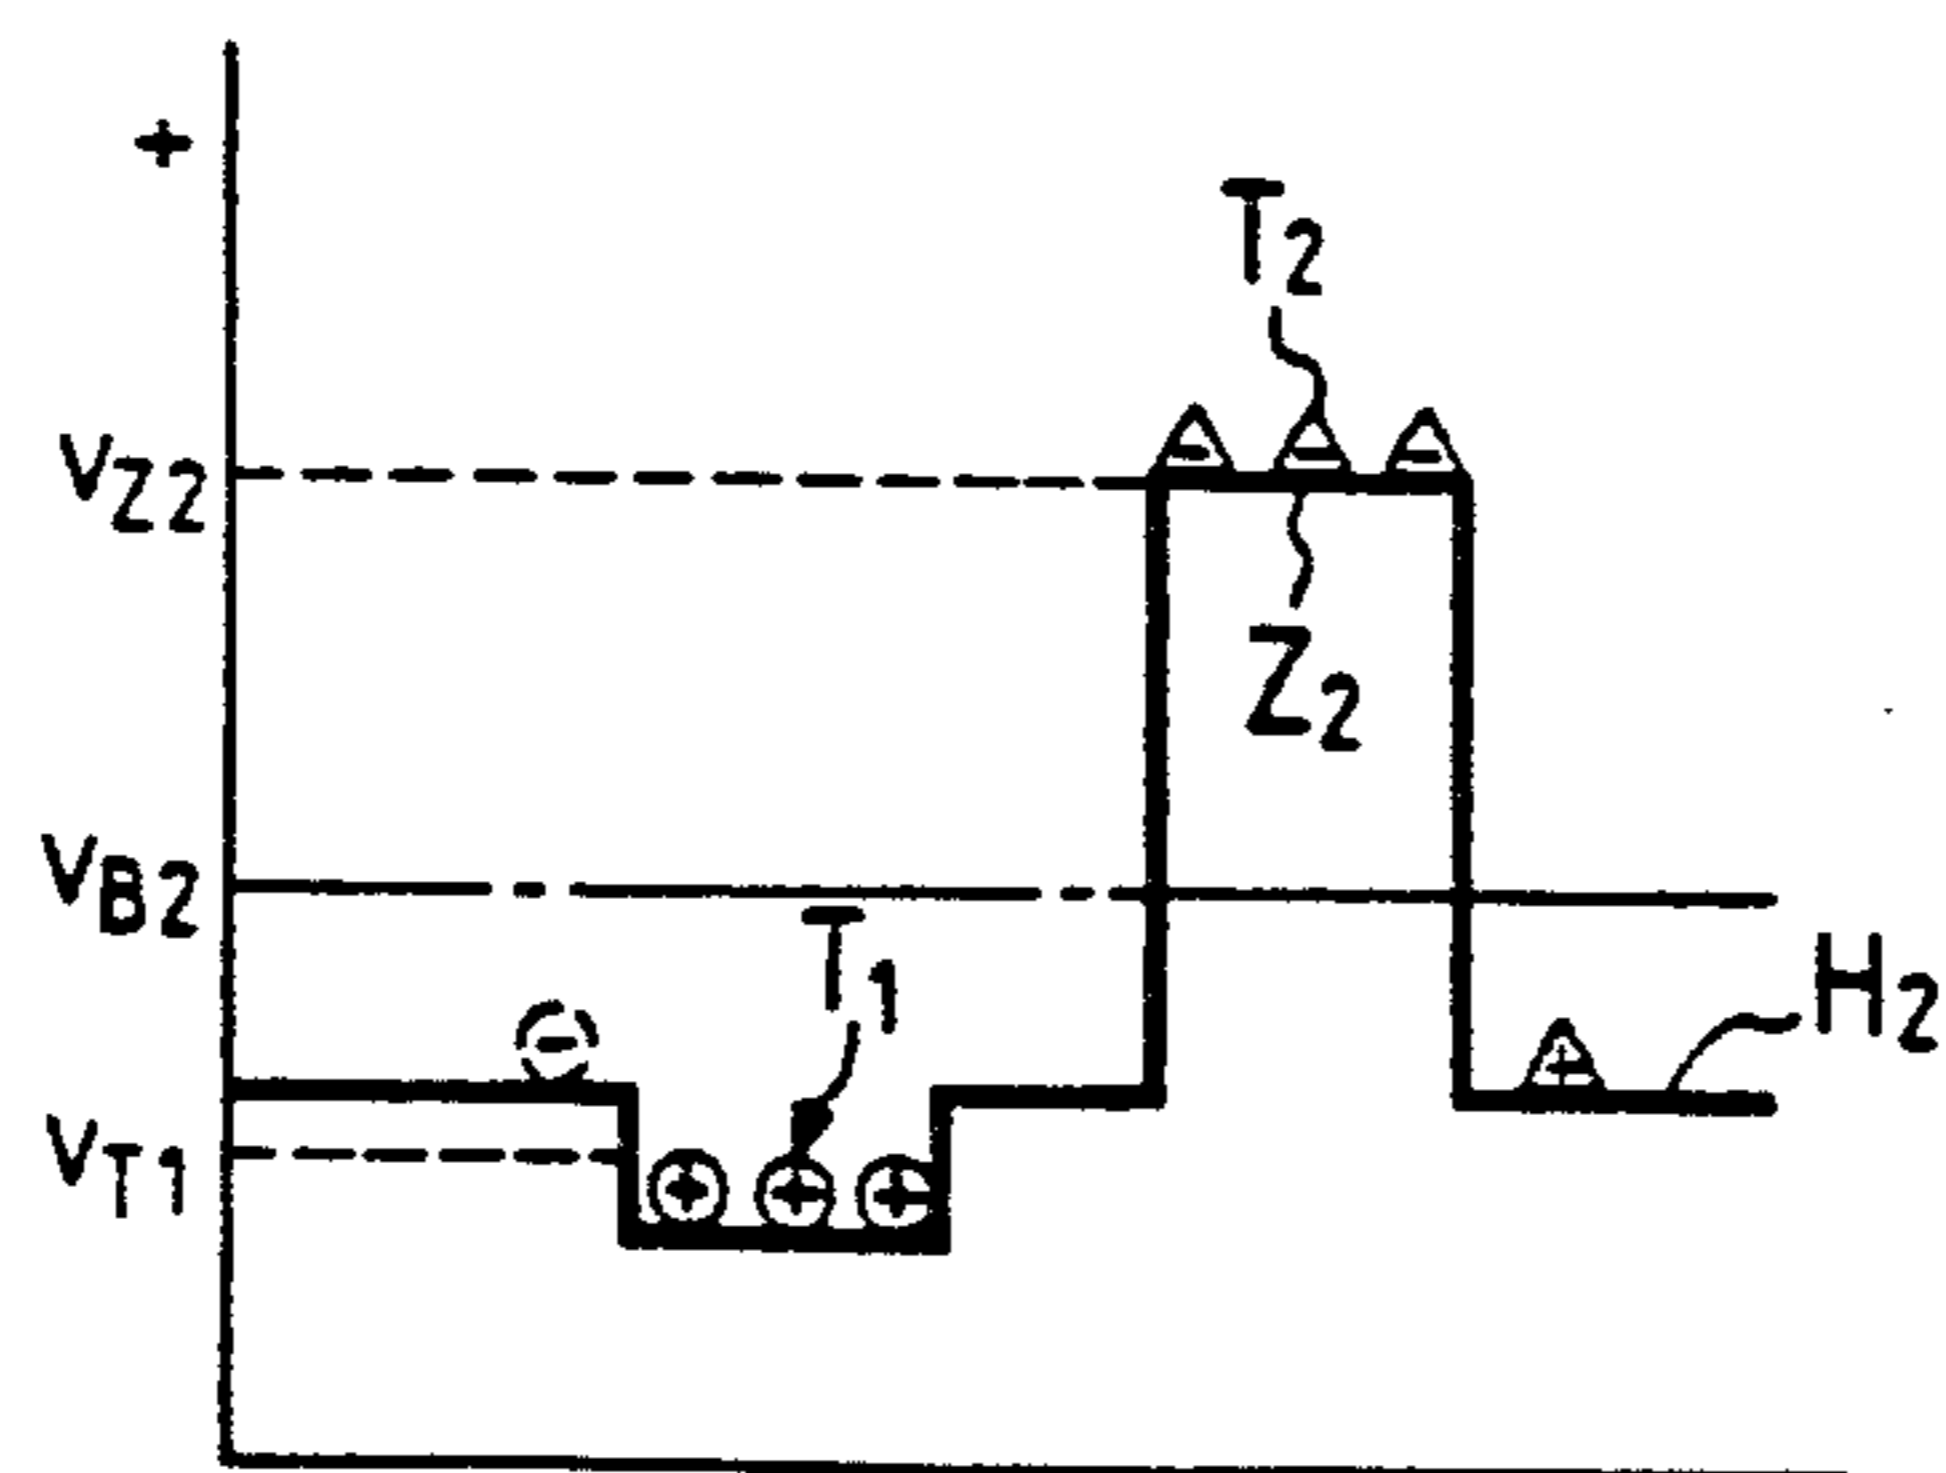 +
T2
VZ2
Z2
VB2
T1
H2
-
VT1
- - -
+
+ + +